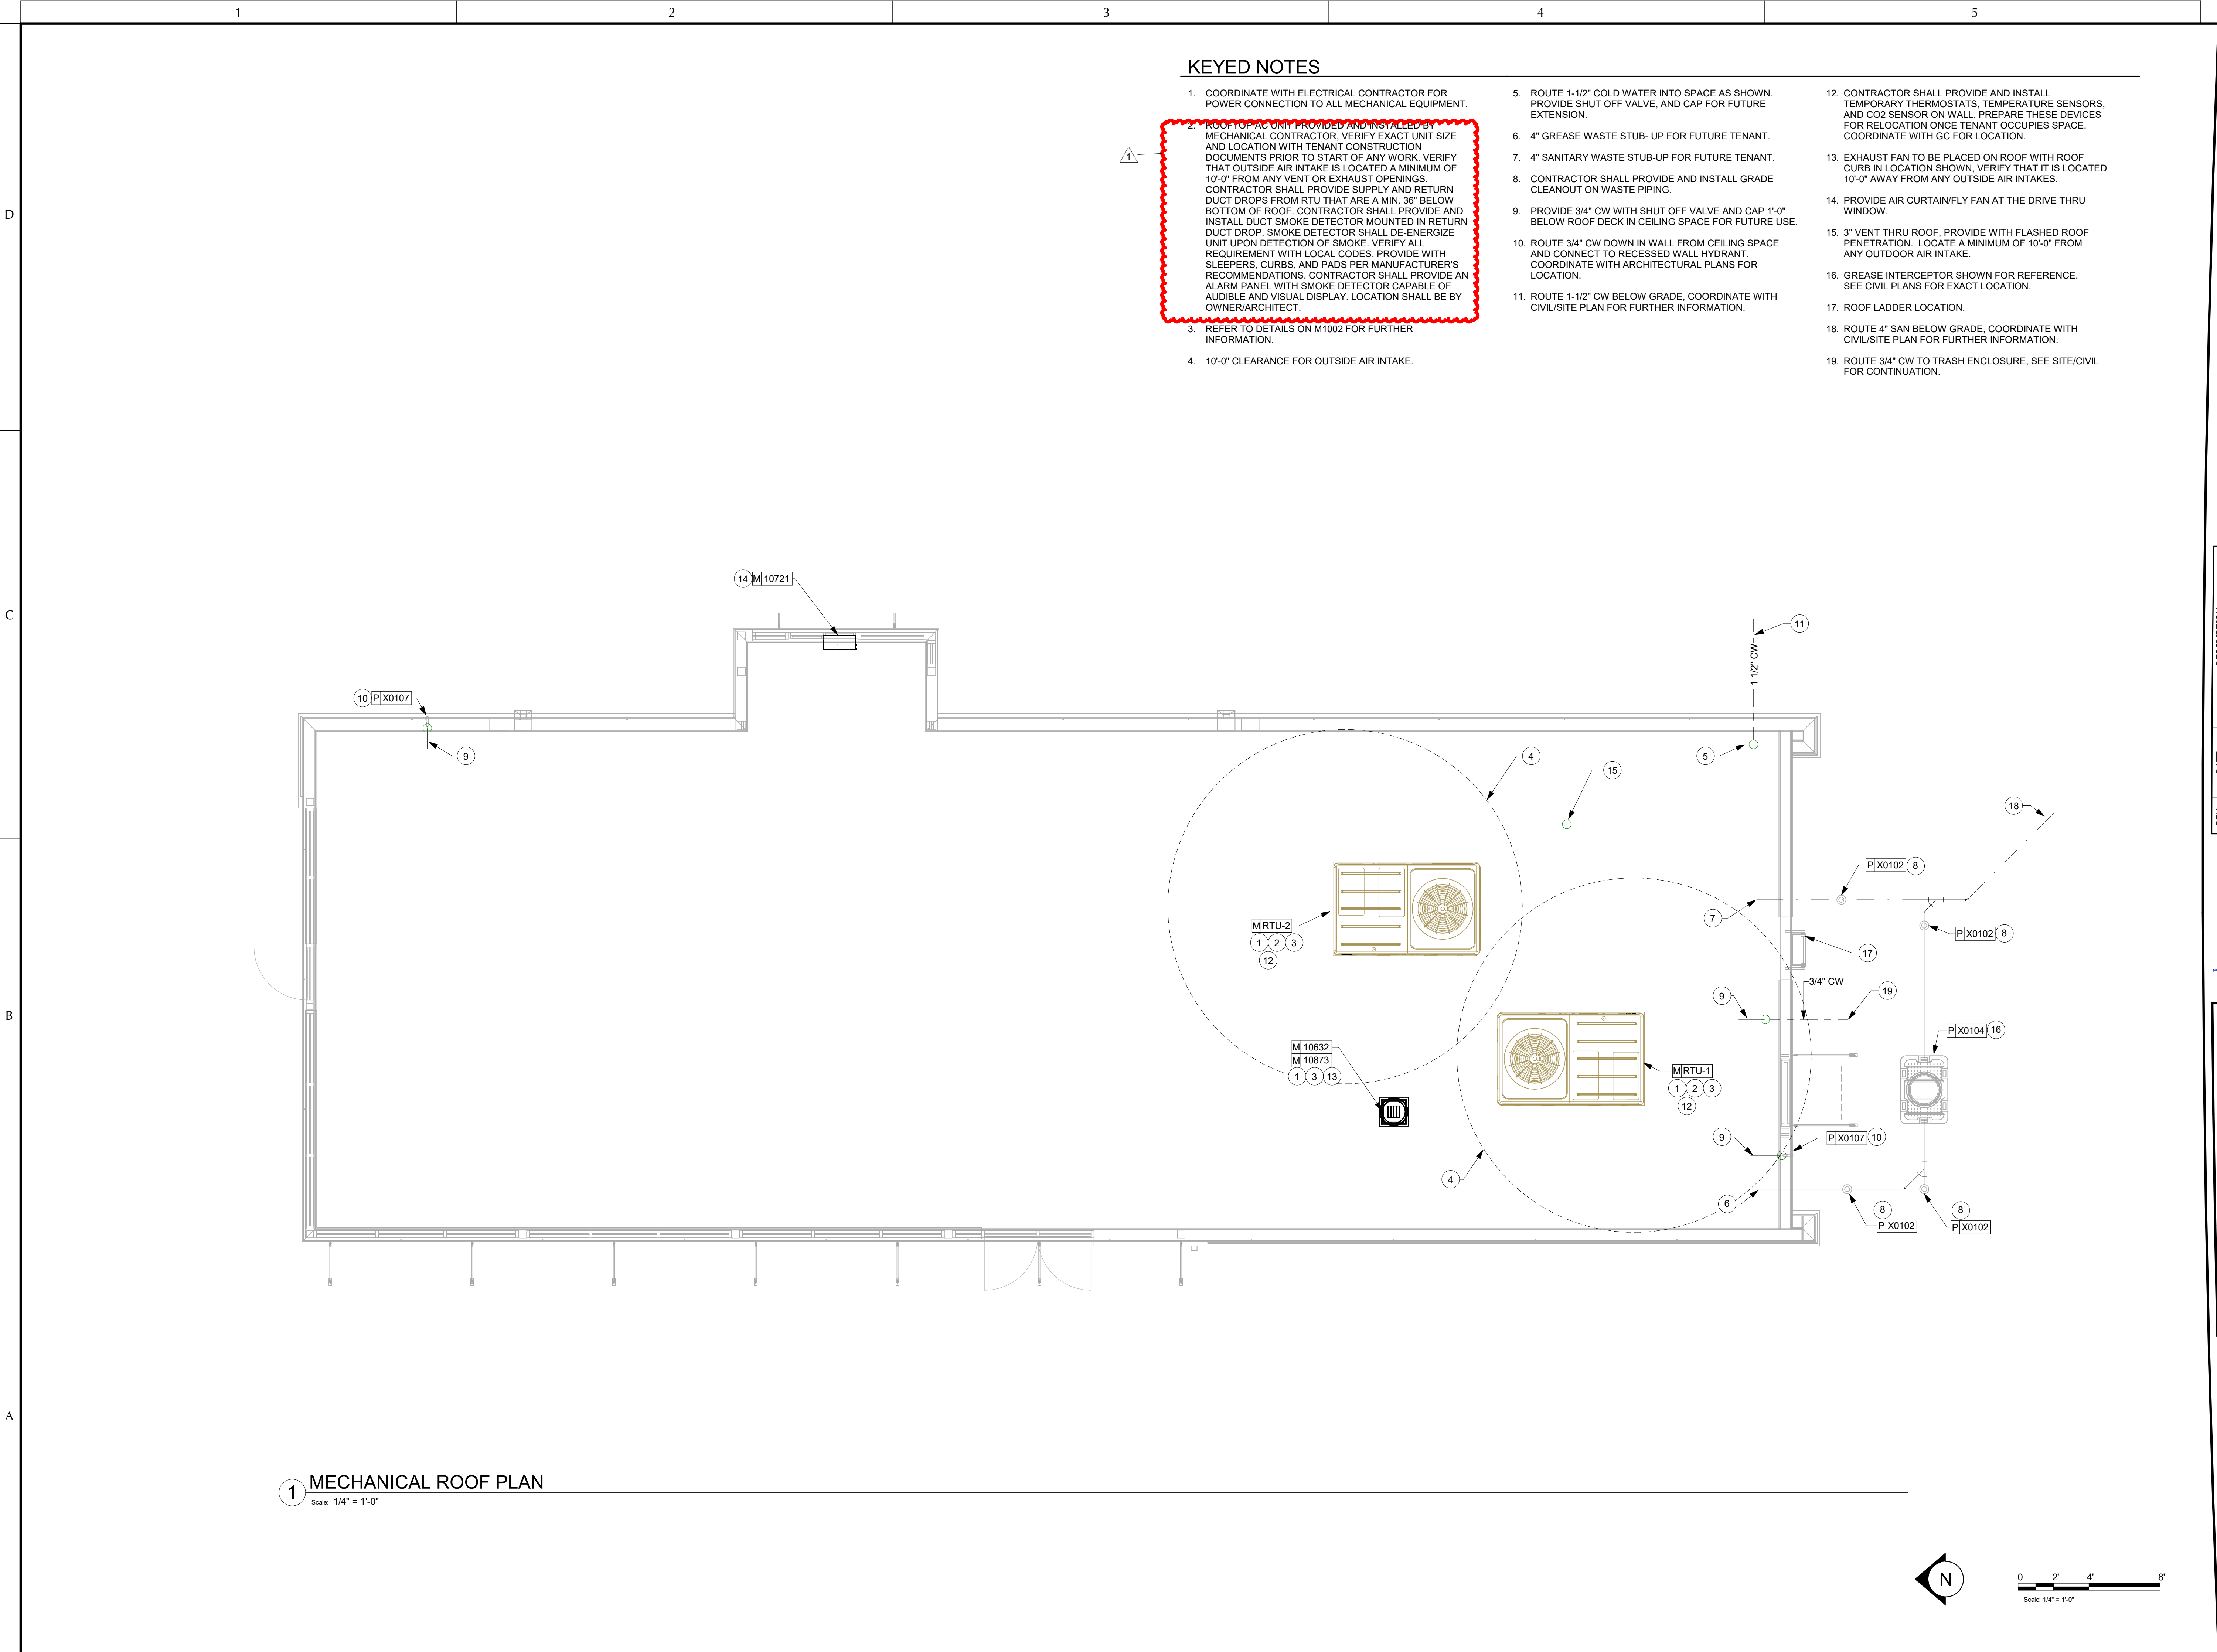 1 2 3 4 5
KEYED NOTES
1. COORDINATE WITH ELECTRICAL CONTRACTOR FOR
POWER CONNECTION TO ALL MECHANICAL EQUIPMENT.
2. ROOFTOP AC UNIT PROVIDED AND INSTALLED BY
MECHANICAL CONTRACTOR, VERIFY EXACT UNIT SIZE
AND LOCATION WITH TENANT CONSTRUCTION
DOCUMENTS PRIOR TO START OF ANY WORK. VERIFY
THAT OUTSIDE AIR INTAKE IS LOCATED A MINIMUM OF
10'-0" FROM ANY VENT OR EXHAUST OPENINGS.
CONTRACTOR SHALL PROVIDE SUPPLY AND RETURN
DUCT DROPS FROM RTU THAT ARE A MIN. 36" BELOW
BOTTOM OF ROOF. CONTRACTOR SHALL PROVIDE AND
INSTALL DUCT SMOKE DETECTOR MOUNTED IN RETURN
DUCT DROP. SMOKE DETECTOR SHALL DE-ENERGIZE
UNIT UPON DETECTION OF SMOKE. VERIFY ALL
REQUIREMENT WITH LOCAL CODES. PROVIDE WITH
SLEEPERS, CURBS, AND PADS PER MANUFACTURER'S
RECOMMENDATIONS. CONTRACTOR SHALL PROVIDE AN
ALARM PANEL WITH SMOKE DETECTOR CAPABLE OF
AUDIBLE AND VISUAL DISPLAY. LOCATION SHALL BE BY
OWNER/ARCHITECT.
3. REFER TO DETAILS ON M1002 FOR FURTHER
INFORMATION.
4. 10'-0" CLEARANCE FOR OUTSIDE AIR INTAKE.
5. ROUTE 1-1/2" COLD WATER INTO SPACE AS SHOWN.
PROVIDE SHUT OFF VALVE, AND CAP FOR FUTURE
EXTENSION.
6. 4" GREASE WASTE STUB- UP FOR FUTURE TENANT.
7. 4" SANITARY WASTE STUB-UP FOR FUTURE TENANT.
8. CONTRACTOR SHALL PROVIDE AND INSTALL GRADE
CLEANOUT ON WASTE PIPING.
9. PROVIDE 3/4" CW WITH SHUT OFF VALVE AND CAP 1'-0"
BELOW ROOF DECK IN CEILING SPACE FOR FUTURE USE.
10. ROUTE 3/4" CW DOWN IN WALL FROM CEILING SPACE
AND CONNECT TO RECESSED WALL HYDRANT.
COORDINATE WITH ARCHITECTURAL PLANS FOR
LOCATION.
11. ROUTE 1-1/2" CW BELOW GRADE, COORDINATE WITH
CIVIL/SITE PLAN FOR FURTHER INFORMATION.
12. CONTRACTOR SHALL PROVIDE AND INSTALL
TEMPORARY THERMOSTATS, TEMPERATURE SENSORS,
AND CO2 SENSOR ON WALL. PREPARE THESE DEVICES
FOR RELOCATION ONCE TENANT OCCUPIES SPACE.
COORDINATE WITH GC FOR LOCATION.
13. EXHAUST FAN TO BE PLACED ON ROOF WITH ROOF
CURB IN LOCATION SHOWN, VERIFY THAT IT IS LOCATED
10'-0" AWAY FROM ANY OUTSIDE AIR INTAKES.
14. PROVIDE AIR CURTAIN/FLY FAN AT THE DRIVE THRU
WINDOW.
15. 3" VENT THRU ROOF, PROVIDE WITH FLASHED ROOF
PENETRATION. LOCATE A MINIMUM OF 10'-0" FROM
ANY OUTDOOR AIR INTAKE.
16. GREASE INTERCEPTOR SHOWN FOR REFERENCE.
SEE CIVIL PLANS FOR EXACT LOCATION.
17. ROOF LADDER LOCATION.
18. ROUTE 4" SAN BELOW GRADE, COORDINATE WITH
CIVIL/SITE PLAN FOR FURTHER INFORMATION.
19. ROUTE 3/4" CW TO TRASH ENCLOSURE, SEE SITE/CIVIL
FOR CONTINUATION.
1
D
C
B
A
14 M 10721
11
1 1/2" CW
10 P X0107
9
4
5
15
18
P X0102 8
7
M RTU-2
1 2 3
12
P X0102 8
17
3/4" CW
9
19
P X0104 16
M 10632
M 10873
1 3 13
M RTU-1
1 2 3
12
9
P X0107 10
4
6
8
P X0102
8
P X0102
1 MECHANICAL ROOF PLAN
Scale: 1/4" = 1'-0"
N
0 2' 4' 8'
Scale: 1/4" = 1'-0"